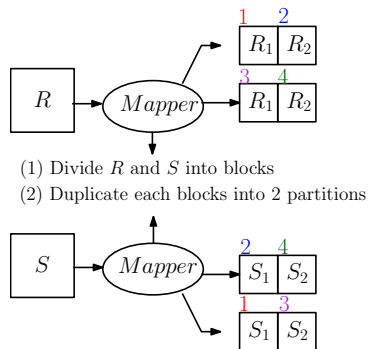 1 2
R1 R2
3 4
R Mapper R1 R2
(1) Divide R and S into blocks
(2) Duplicate each blocks into 2 partitions
2 4
S Mapper S1 S2
1 3
S1 S2